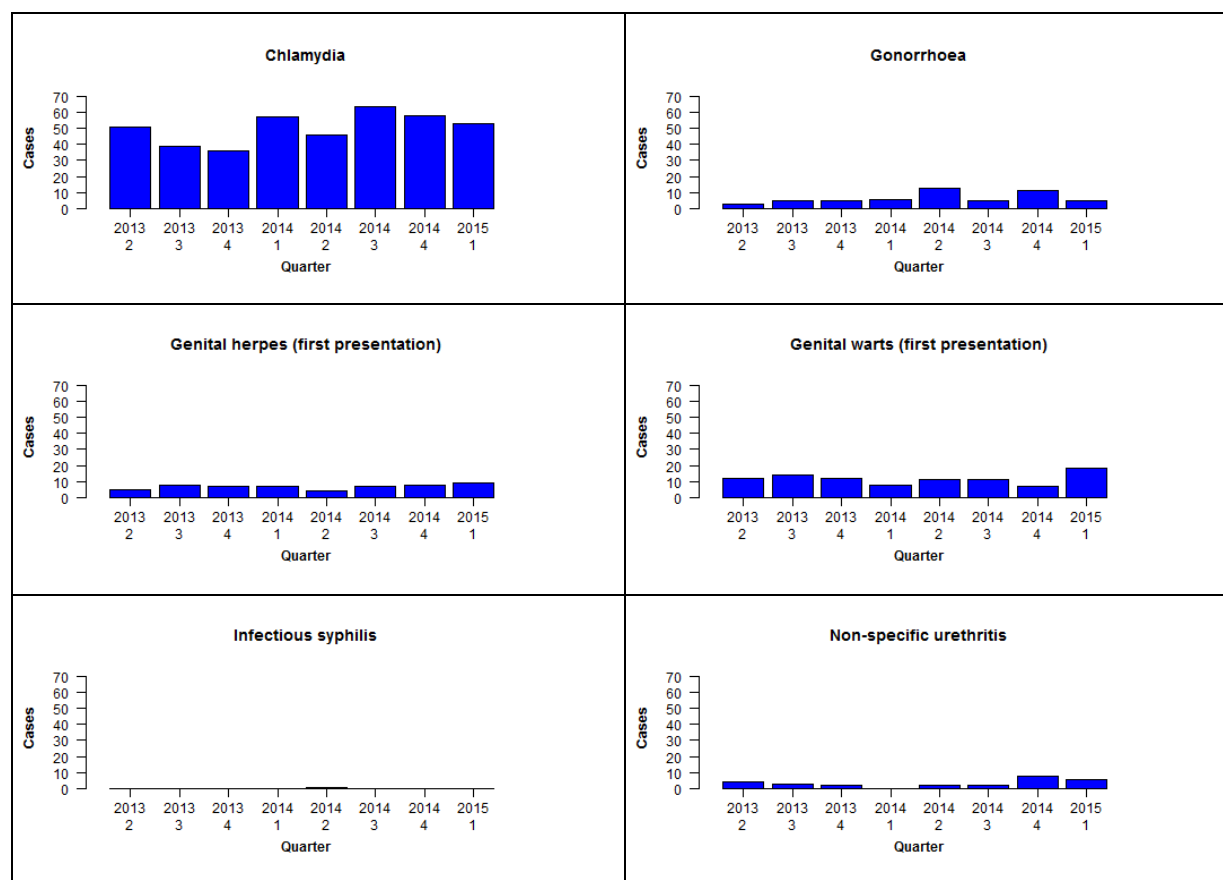 Chlamydia
Cases
70
60
50
40
30
20
10
0
2013 2013 2013 2014 2014 2014 2014 2015
2 3 4 1 2 3 4 1
Quarter
Gonorrhoea
Cases
70
60
50
40
30
20
10
0
2013 2013 2013 2014 2014 2014 2014 2015
2 3 4 1 2 3 4 1
Quarter
Genital herpes (first presentation)
Cases
70
60
50
40
30
20
10
0
2013 2013 2013 2014 2014 2014 2014 2015
2 3 4 1 2 3 4 1
Quarter
Genital warts (first presentation)
Cases
70
60
50
40
30
20
10
0
2013 2013 2013 2014 2014 2014 2014 2015
2 3 4 1 2 3 4 1
Quarter
Infectious syphilis
Cases
70
60
50
40
30
20
10
0
2013 2013 2013 2014 2014 2014 2014 2015
2 3 4 1 2 3 4 1
Quarter
Non-specific urethritis
Cases
70
60
50
40
30
20
10
0
2013 2013 2013 2014 2014 2014 2014 2015
2 3 4 1 2 3 4 1
Quarter